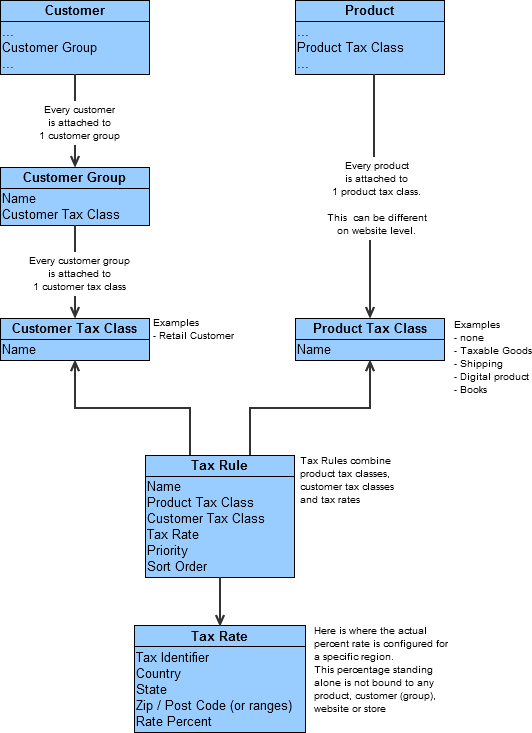 Customer
...
Customer Group
...
Every customer
is attached to
1 customer group
Customer Group
Name
Customer Tax Class
Every customer group
is attached to
1 customer tax class
Customer Tax Class
Name
Examples
- Retail Customer
Product
...
Product Tax Class
...
Every product
is attached to
1 product tax class.
This can be different
on website level.
Product Tax Class
Name
Examples
- none
- Taxable Goods
- Shipping
- Digital product
- Books
Tax Rule
Name
Product Tax Class
Customer Tax Class
Tax Rate
Priority
Sort Order
Tax Rules combine
product tax classes,
customer tax classes
and tax rates
Tax Rate
Tax Identifier
Country
State
Zip / Post Code (or ranges)
Rate Percent
Here is where the actual
percent rate is configured for
a specific region.
This percentage standing
alone is not bound to any
product, customer (group),
website or store